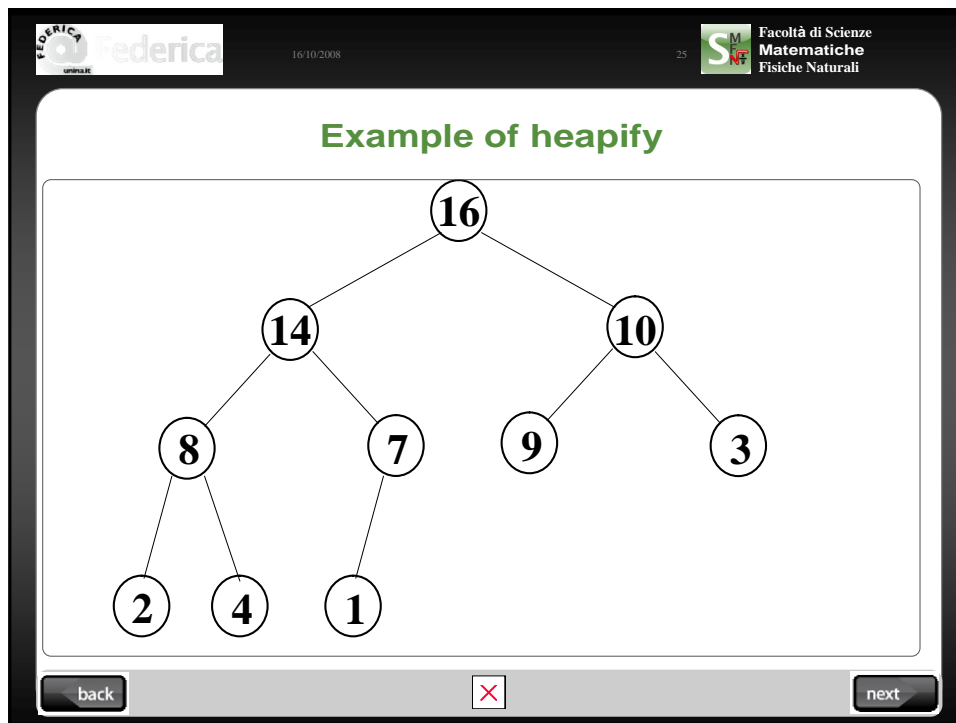 FEDERICA
Federica
unina.it
16/10/2008
25
S M F N
Facoltà di Scienze
Matematiche
Fisiche Naturali
Example of heapify
16
14
10
8
7
9
3
2
4
1
back
next